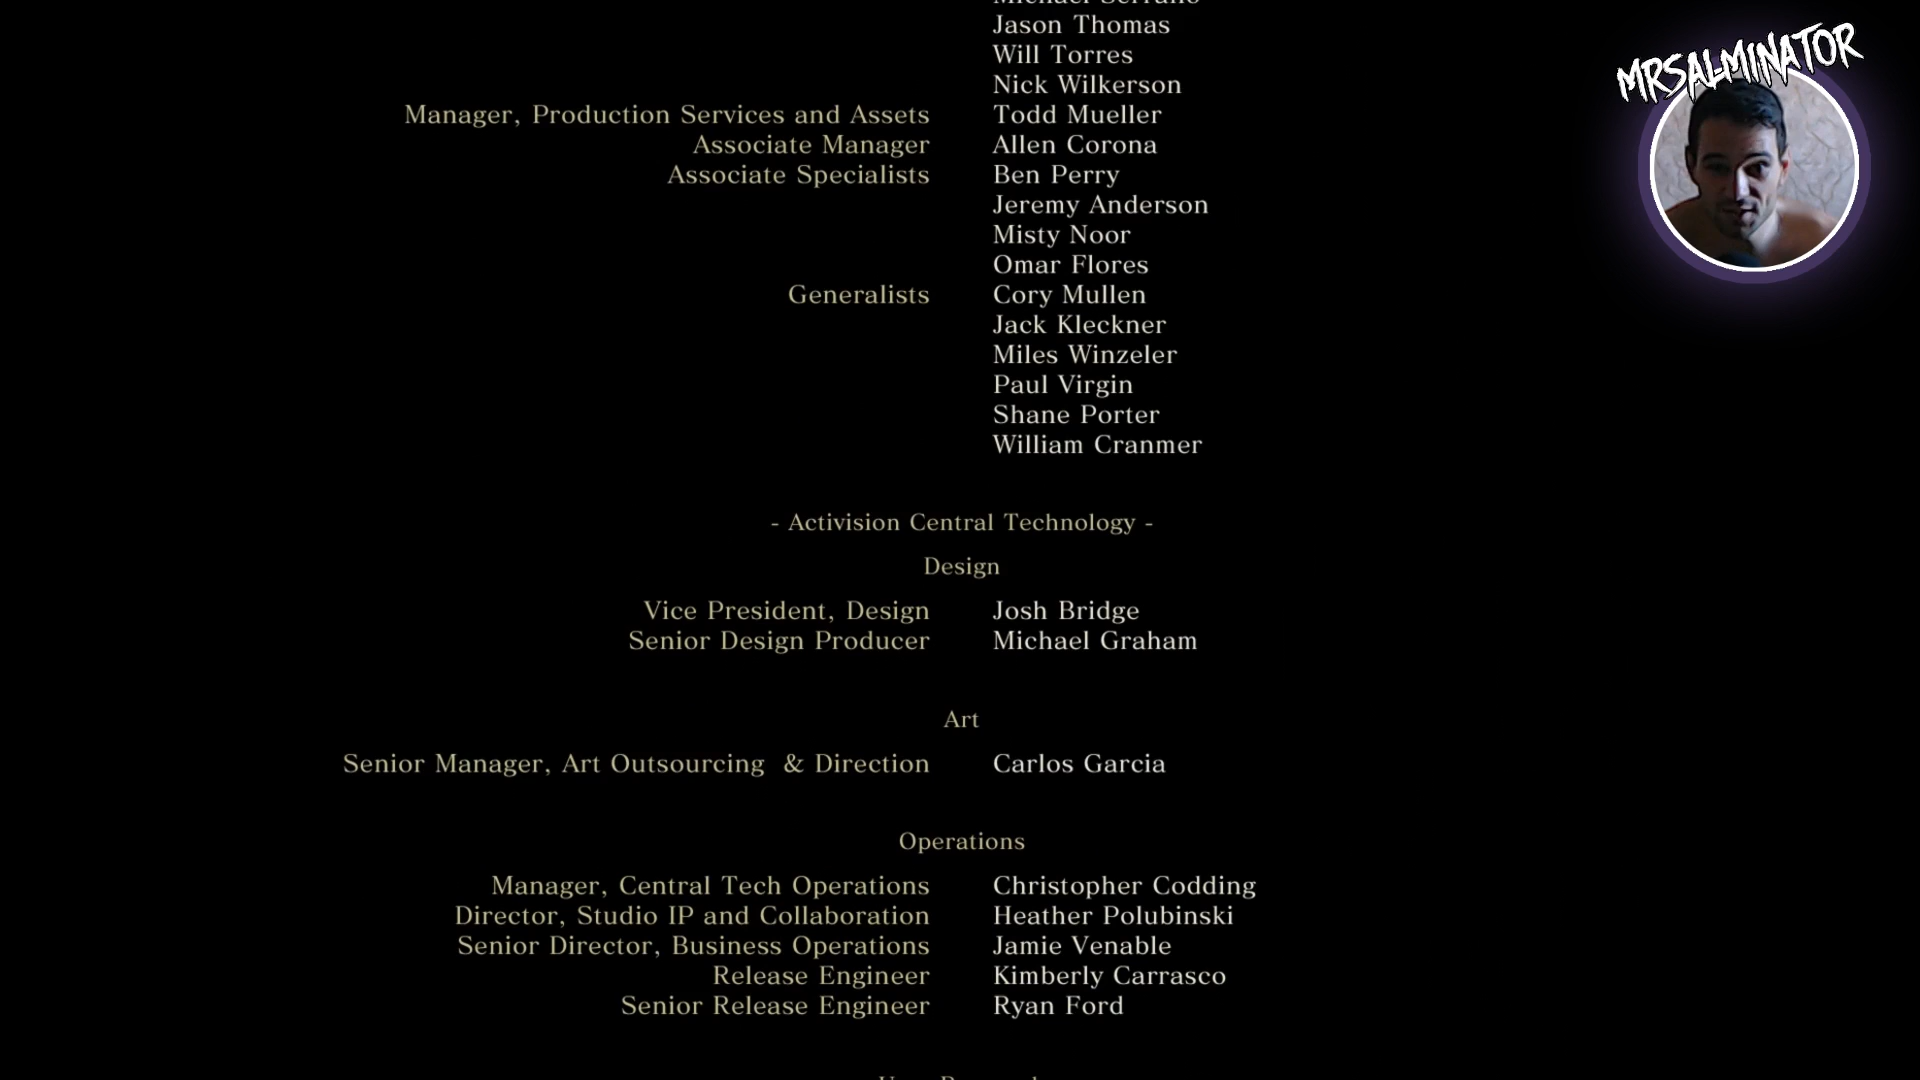 Jason Thomas
Will Torres
Nick Wilkerson
Manager, Production Services and Assets Todd Mueller
Associate Manager Allen Corona
Associate Specialists Ben Perry
Jeremy Anderson
Misty Noor
Omar Flores
Generalists Cory Mullen
Jack Kleckner
Miles Winzeler
Paul Virgin
Shane Porter
William Cranmer
- Activision Central Technology -
Design
Vice President, Design Josh Bridge
Senior Design Producer Michael Graham
Art
Senior Manager, Art Outsourcing & Direction Carlos Garcia
Operations
Manager, Central Tech Operations Christopher Codding
Director, Studio IP and Collaboration Heather Polubinski
Senior Director, Business Operations Jamie Venable
Release Engineer Kimberly Carrasco
Senior Release Engineer Ryan Ford
MRSALMINATOR